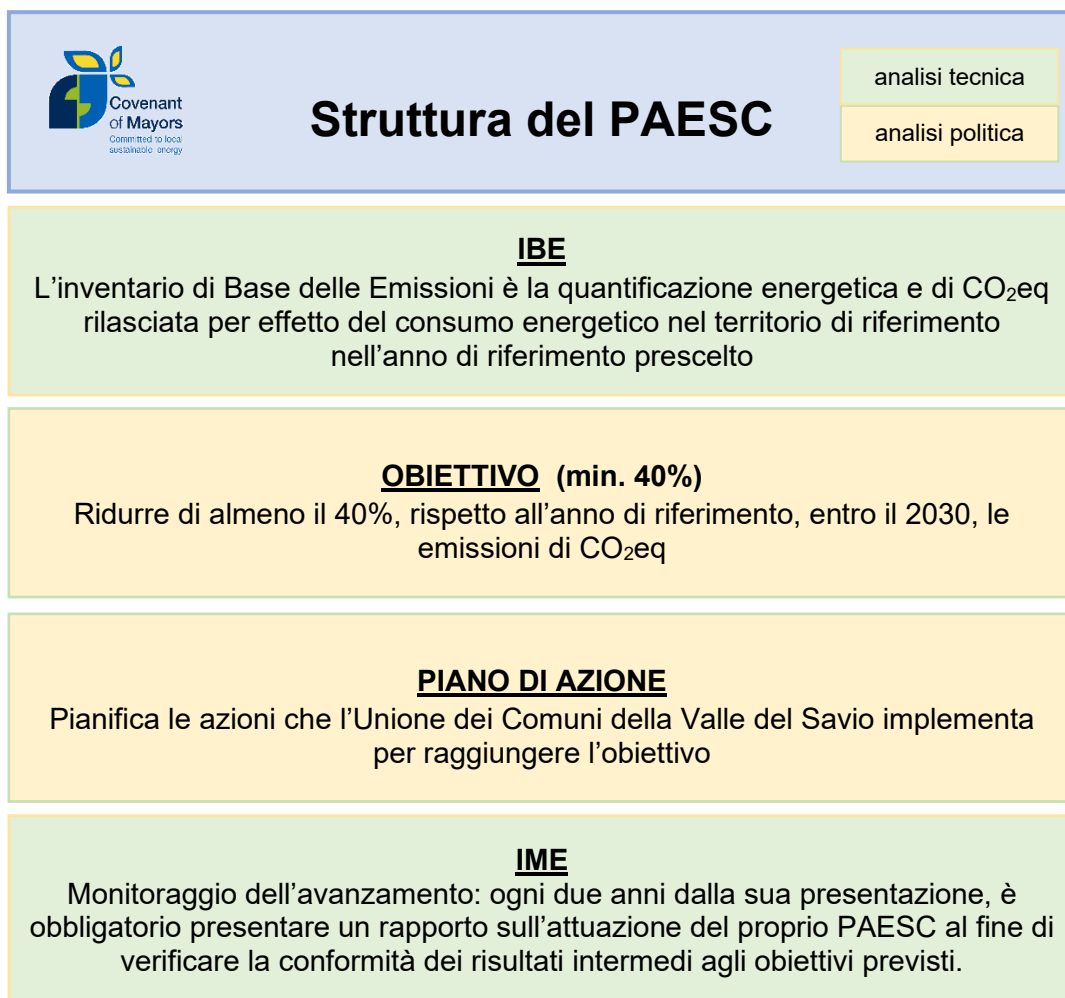 Covenant
of Mayors
Committed to local
sustainable energy
Struttura del PAESC
analisi tecnica
analisi politica
IBE
L’inventario di Base delle Emissioni è la quantificazione energetica e di CO₂eq
rilasciata per effetto del consumo energetico nel territorio di riferimento
nell’anno di riferimento prescelto
OBIETTIVO (min. 40%)
Ridurre di almeno il 40%, rispetto all’anno di riferimento, entro il 2030, le
emissioni di CO₂eq
PIANO DI AZIONE
Pianifica le azioni che l’Unione dei Comuni della Valle del Savio implementa
per raggiungere l’obiettivo
IME
Monitoraggio dell’avanzamento: ogni due anni dalla sua presentazione, è
obbligatorio presentare un rapporto sull’attuazione del proprio PAESC al fine di
verificare la conformità dei risultati intermedi agli obiettivi previsti.